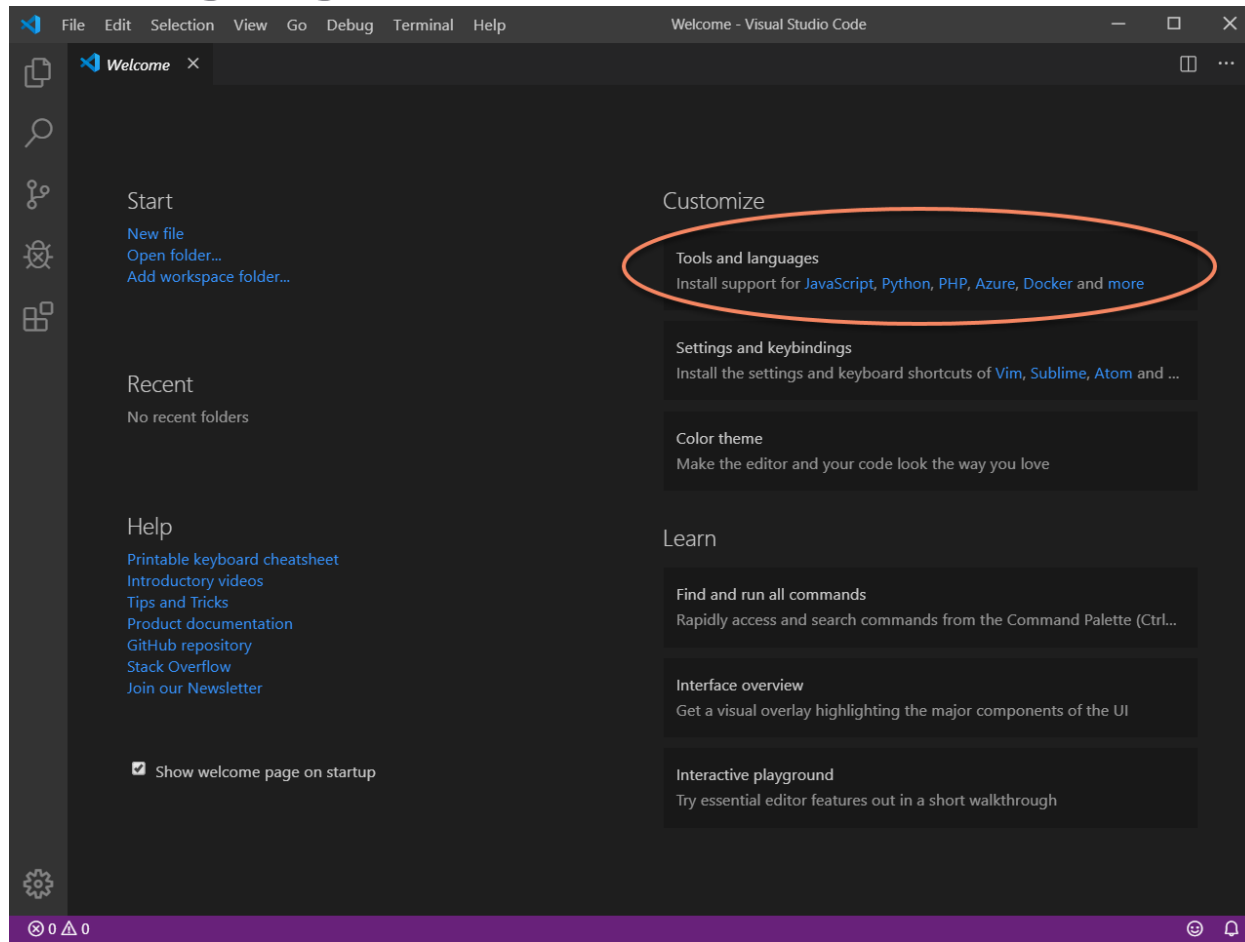 File Edit Selection View Go Debug Terminal Help Welcome - Visual Studio Code
Welcome
Start
New file
Open folder...
Add workspace folder...
Recent
No recent folders
Help
Printable keyboard cheatsheet
Introductory videos
Tips and Tricks
Product documentation
GitHub repository
Stack Overflow
Join our Newsletter
Show welcome page on startup
Customize
Tools and languages
Install support for JavaScript, Python, PHP, Azure, Docker and more
Settings and keybindings
Install the settings and keyboard shortcuts of Vim, Sublime, Atom and ...
Color theme
Make the editor and your code look the way you love
Learn
Find and run all commands
Rapidly access and search commands from the Command Palette (Ctrl...
Interface overview
Get a visual overlay highlighting the major components of the UI
Interactive playground
Try essential editor features out in a short walkthrough
0 0